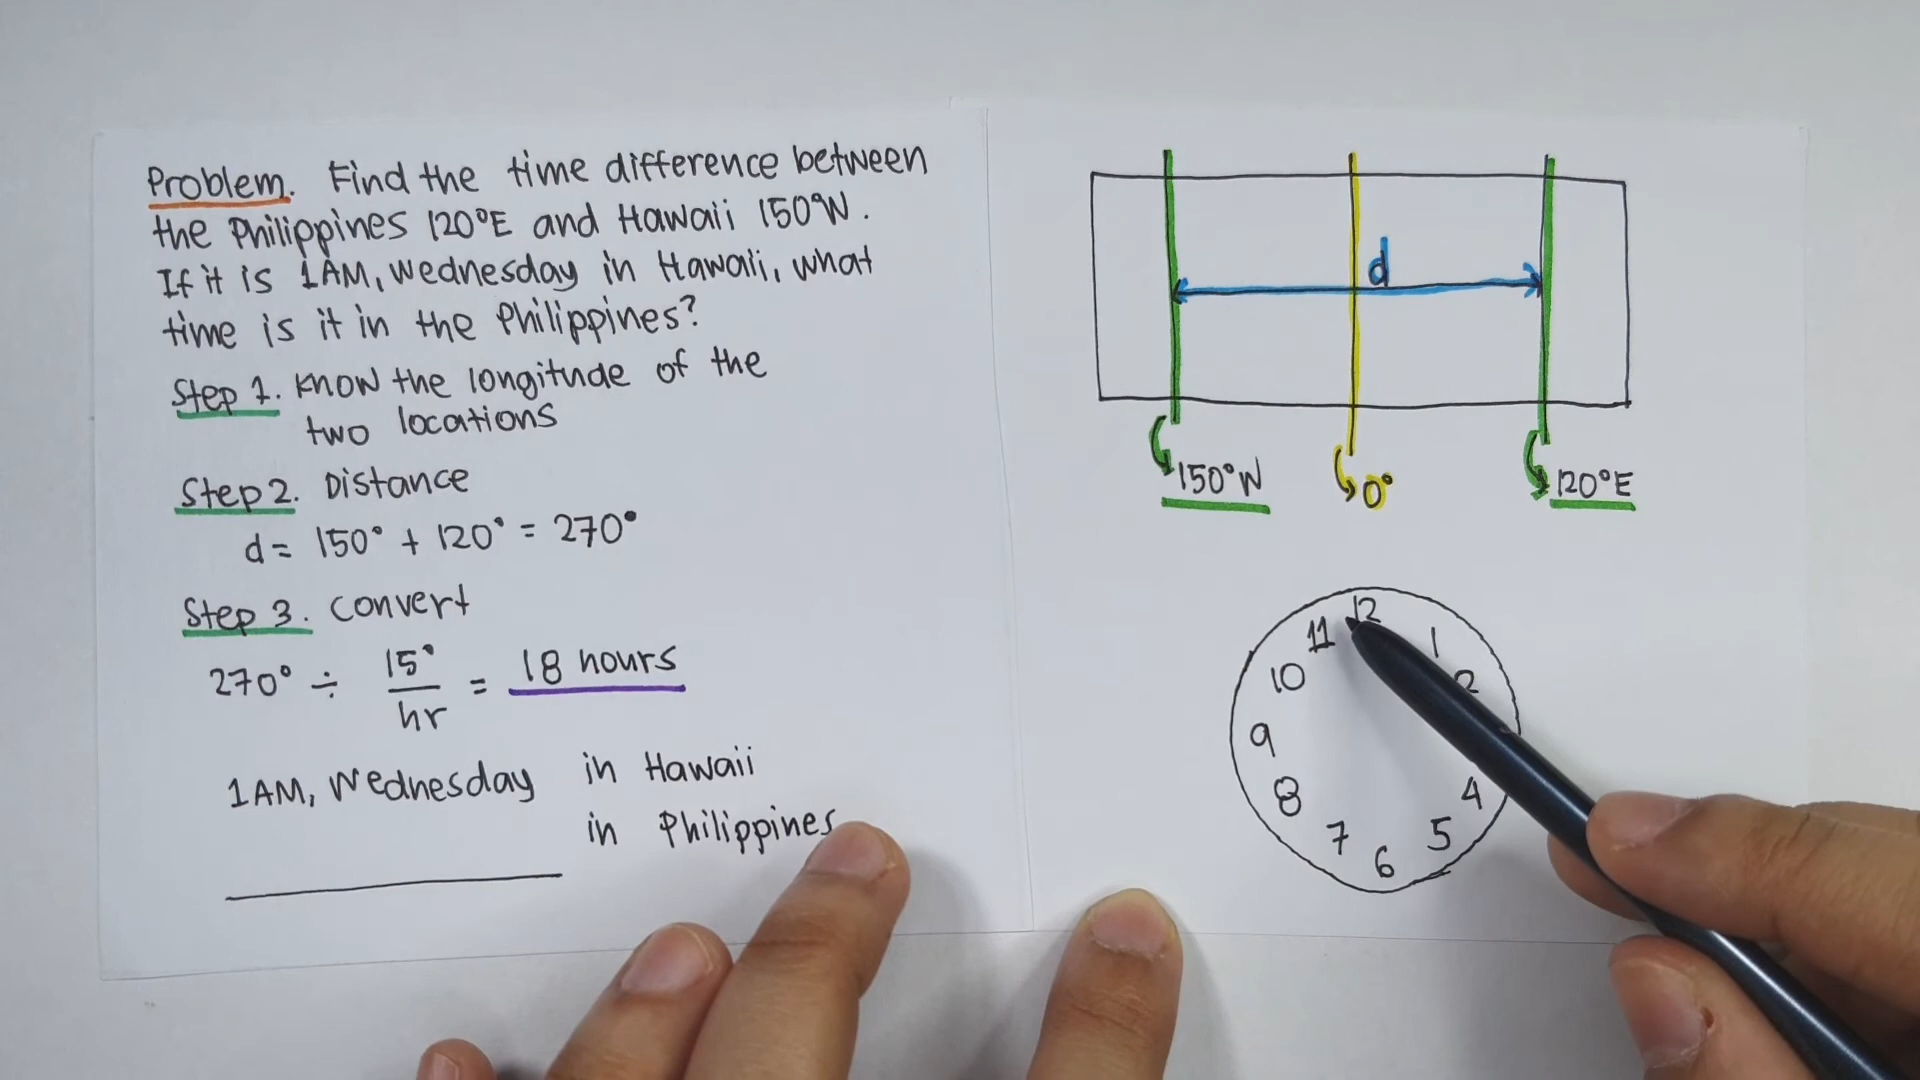 Problem. Find the time difference between
the Philippines 120°E and Hawaii 150°W.
If it is 1AM, Wednesday in Hawaii, what
time is it in the Philippines?
Step 1. Know the longitude of the
two locations
Step 2. Distance
d = 150° + 120° = 270°
Step 3. Convert
270° ÷ 15°/hr = 18 hours
1AM, Wednesday in Hawaii
in Philippines
d
150°W 0° 120°E
12
11 1
10 2
9
8 4
7 5
6